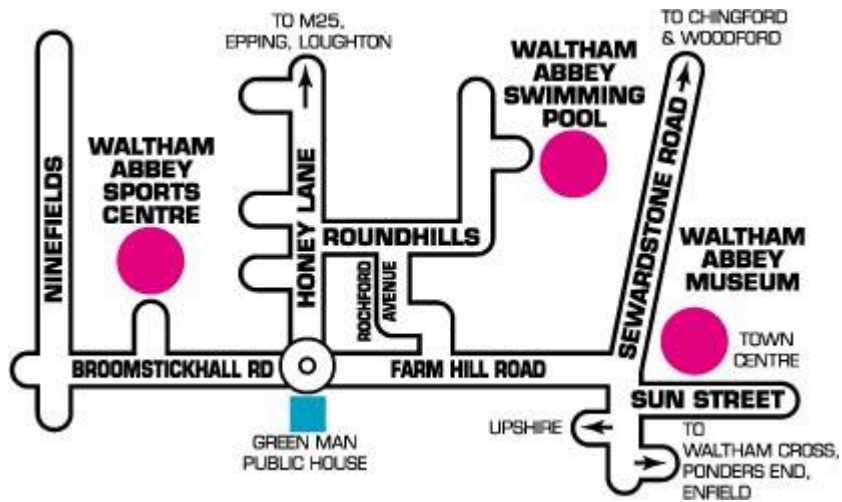 TO M25,
EPPING, LOUGHTON
TO CHINGFORD
& WOODFORD
WALTHAM
ABBEY
SWIMMING
POOL
WALTHAM
ABBEY
SPORTS
CENTRE
NINEFIELDS
HONEY LANE
ROUNDHILLS
ROCHFORD
AVENUE
SEWARDSTONE ROAD
WALTHAM
ABBEY
MUSEUM
TOWN
CENTRE
BROOMSTICKHALL RD
FARM HILL ROAD
SUN STREET
GREEN MAN
PUBLIC HOUSE
UPSHIRE
TO
WALTHAM CROSS,
PONDERS END,
ENFIELD